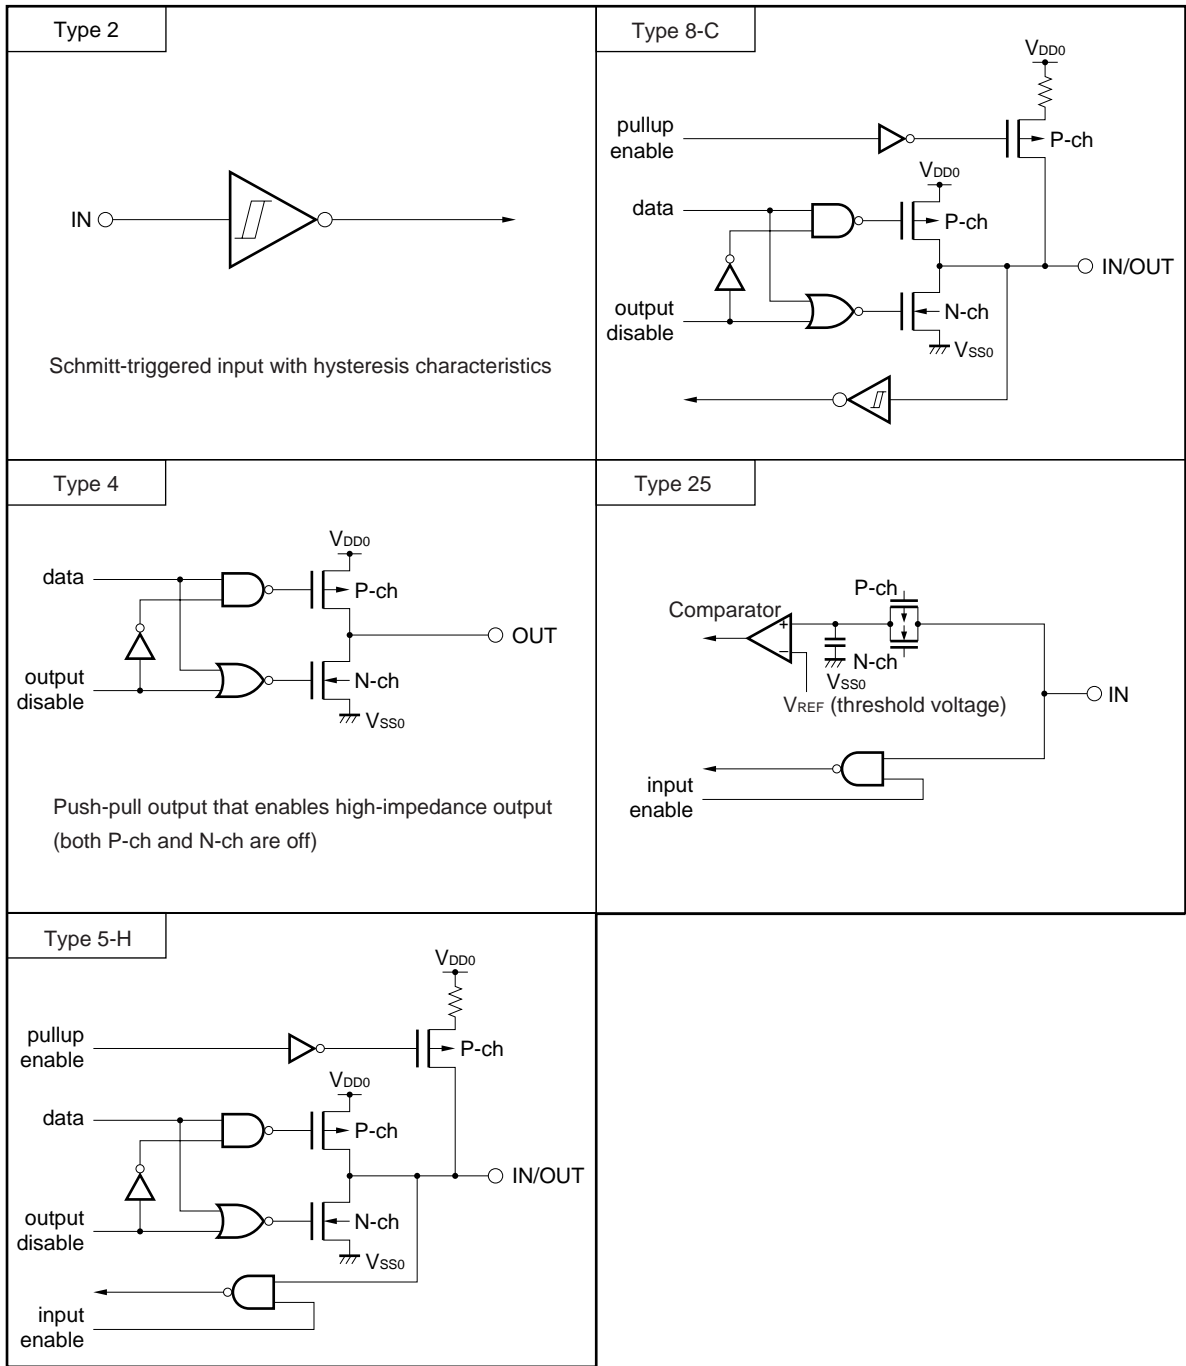 Type 2
IN
Schmitt-triggered input with hysteresis characteristics
Type 8-C
VDD0
pullup
enable
P-ch
VDD0
data
P-ch
IN/OUT
output
disable
N-ch
VSS0
Type 4
VDD0
data
P-ch
OUT
output
disable
N-ch
VSS0
Push-pull output that enables high-impedance output
(both P-ch and N-ch are off)
Type 25
P-ch
Comparator
+
−
N-ch
VSS0
VREF (threshold voltage)
IN
input
enable
Type 5-H
VDD0
pullup
enable
P-ch
VDD0
data
P-ch
IN/OUT
output
disable
N-ch
VSS0
input
enable